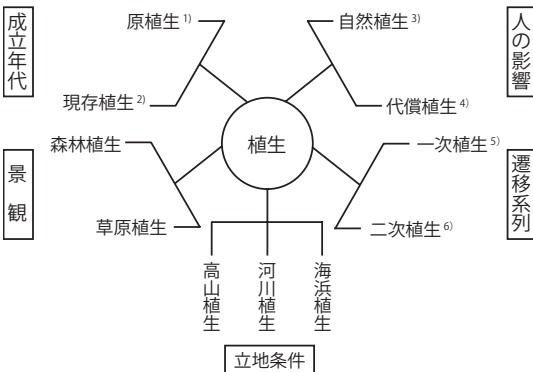 成立年代
原植生 1)
現存植生 2)
自然植生 3)
代償植生 4)
人の影響
景観
森林植生
草原植生
植生
一次植生 5)
二次植生 6)
遷移系列
高山植生
河川植生
海浜植生
立地条件